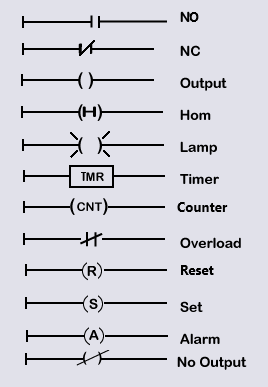 NO
NC
Output
( H ) Hom
Lamp
TMR Timer
(CNT) Counter
Overload
(R) Reset
(S) Set
(A) Alarm
No Output